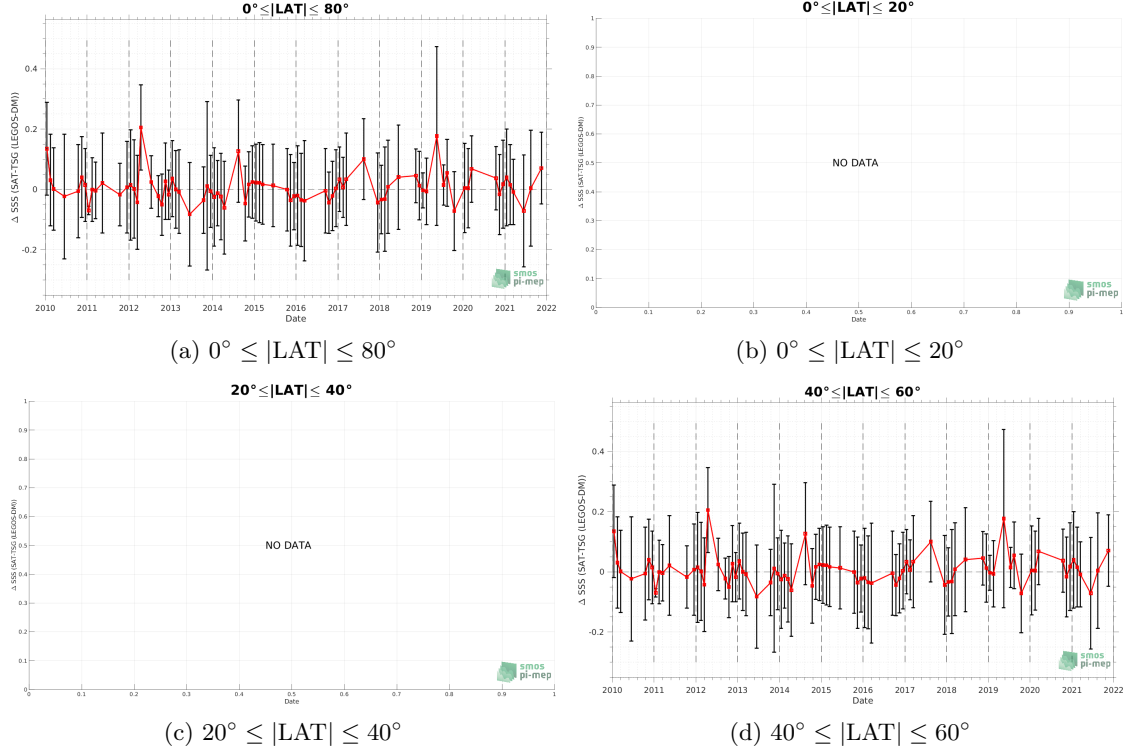 0°≤|LAT|≤ 80°
Δ SSS (SAT-TSG (LEGOS-DM))
0.4
0.2
0
-0.2
2010 2011 2012 2013 2014 2015 2016 2017 2018 2019 2020 2021 2022
Date
smos
pi-mep
(a) 0° ≤ |LAT| ≤ 80°
0°≤|LAT|≤ 20°
Δ SSS (SAT-TSG (LEGOS-DM))
1
0.9
0.8
0.7
0.6
0.5
0.4
0.3
0.2
0.1
0
NO DATA
0 0.1 0.2 0.3 0.4 0.5 0.6 0.7 0.8 0.9 1
Date
smos
pi-mep
(b) 0° ≤ |LAT| ≤ 20°
20°≤|LAT|≤ 40°
Δ SSS (SAT-TSG (LEGOS-DM))
1
0.9
0.8
0.7
0.6
0.5
0.4
0.3
0.2
0.1
0
NO DATA
0 0.1 0.2 0.3 0.4 0.5 0.6 0.7 0.8 0.9 1
Date
smos
pi-mep
(c) 20° ≤ |LAT| ≤ 40°
40°≤|LAT|≤ 60°
Δ SSS (SAT-TSG (LEGOS-DM))
0.4
0.2
0
-0.2
2010 2011 2012 2013 2014 2015 2016 2017 2018 2019 2020 2021 2022
Date
smos
pi-mep
(d) 40° ≤ |LAT| ≤ 60°